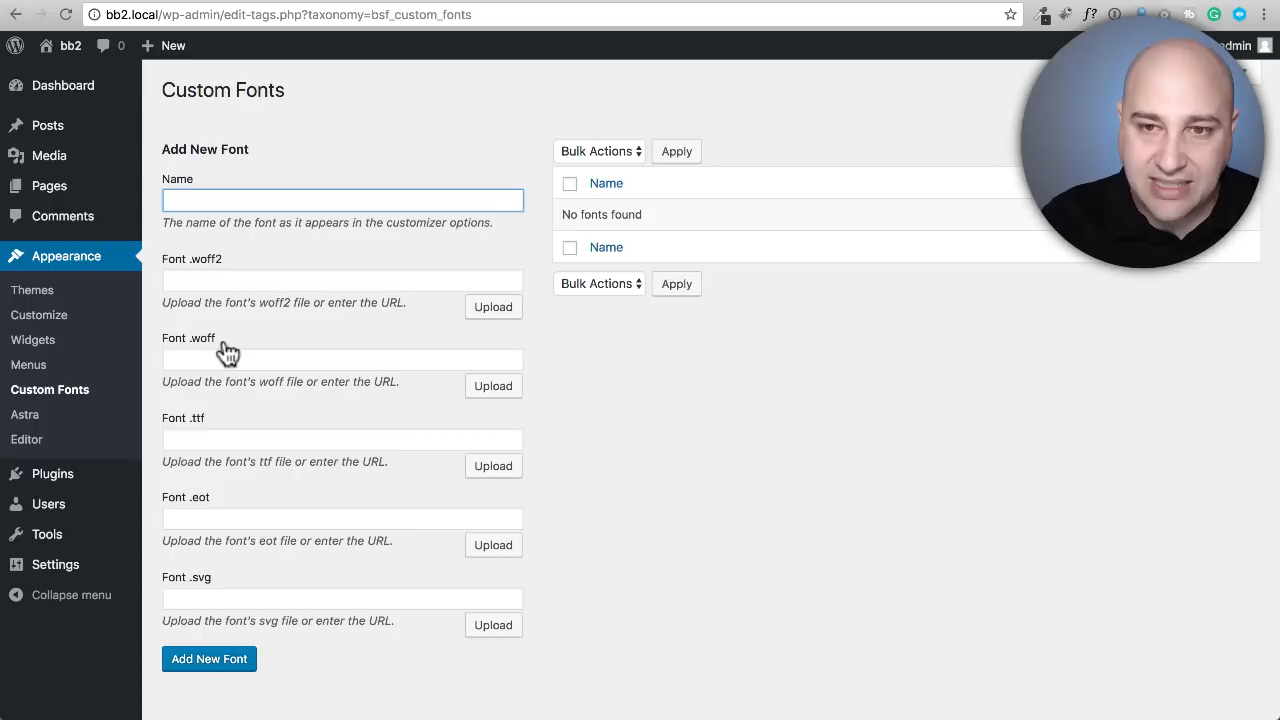 bb2.local/wp-admin/edit-tags.php?taxonomy=bsf_custom_fonts
bb2
0
New
admin
Dashboard
Posts
Media
Pages
Comments
Appearance
Themes
Customize
Widgets
Menus
Custom Fonts
Astra
Editor
Plugins
Users
Tools
Settings
Collapse menu
Custom Fonts
Add New Font
Name
The name of the font as it appears in the customizer options.
Font .woff2
Upload the font's woff2 file or enter the URL.
Upload
Font .woff
Upload the font's woff file or enter the URL.
Upload
Font .ttf
Upload the font's ttf file or enter the URL.
Upload
Font .eot
Upload the font's eot file or enter the URL.
Upload
Font .svg
Upload the font's svg file or enter the URL.
Upload
Add New Font
Bulk Actions
Apply
Name
No fonts found
Name
Bulk Actions
Apply